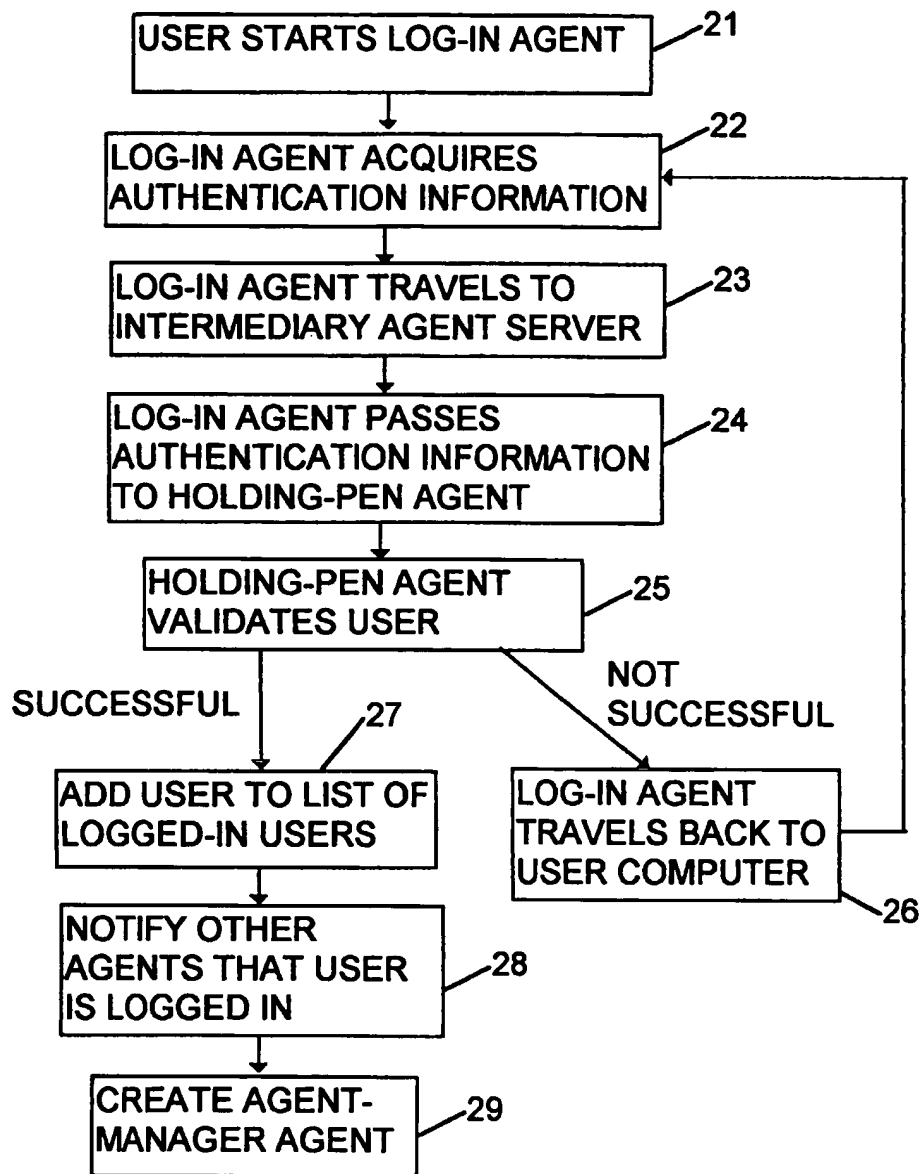 USER STARTS LOG-IN AGENT
21
22
LOG-IN AGENT ACQUIRES
AUTHENTICATION INFORMATION
23
LOG-IN AGENT TRAVELS TO
INTERMEDIARY AGENT SERVER
24
LOG-IN AGENT PASSES
AUTHENTICATION INFORMATION
TO HOLDING-PEN AGENT
25
HOLDING-PEN AGENT
VALIDATES USER
SUCCESSFUL
NOT
SUCCESSFUL
27
ADD USER TO LIST OF
LOGGED-IN USERS
LOG-IN AGENT
TRAVELS BACK TO
USER COMPUTER
26
NOTIFY OTHER
AGENTS THAT USER
IS LOGGED IN
28
CREATE AGENT-
MANAGER AGENT
29